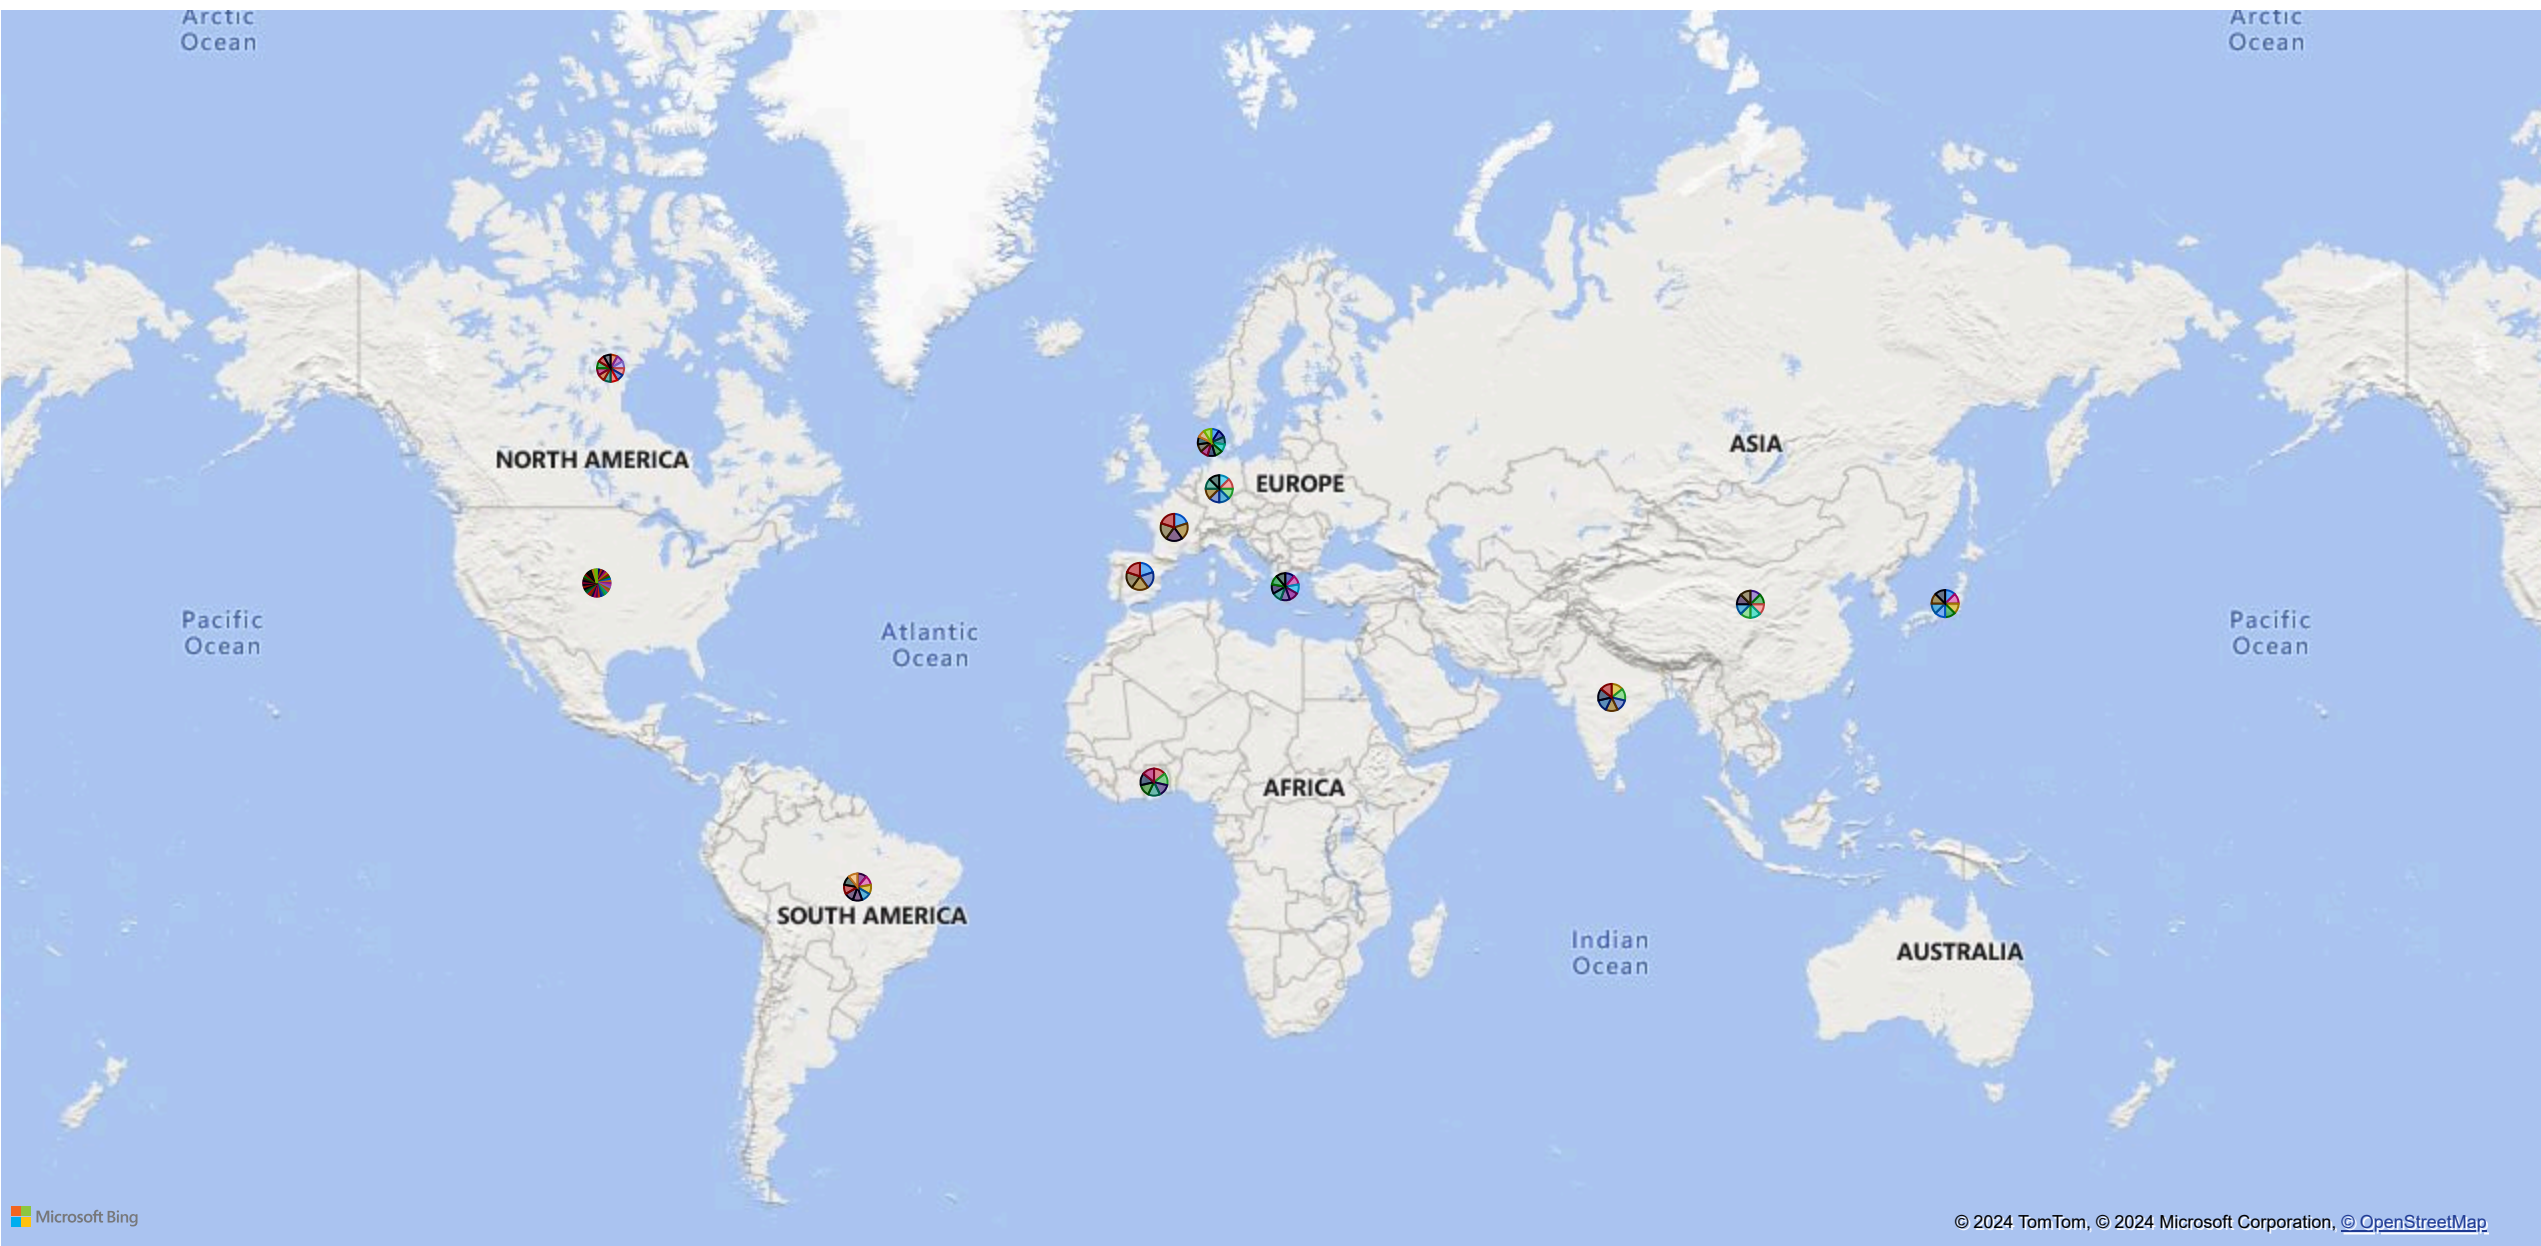 Arctic
Ocean
Arctic
Ocean
NORTH AMERICA
EUROPE
ASIA
Pacific
Ocean
Atlantic
Ocean
Pacific
Ocean
AFRICA
SOUTH AMERICA
Indian
Ocean
AUSTRALIA
Microsoft Bing
© 2024 TomTom, © 2024 Microsoft Corporation, © OpenStreetMap